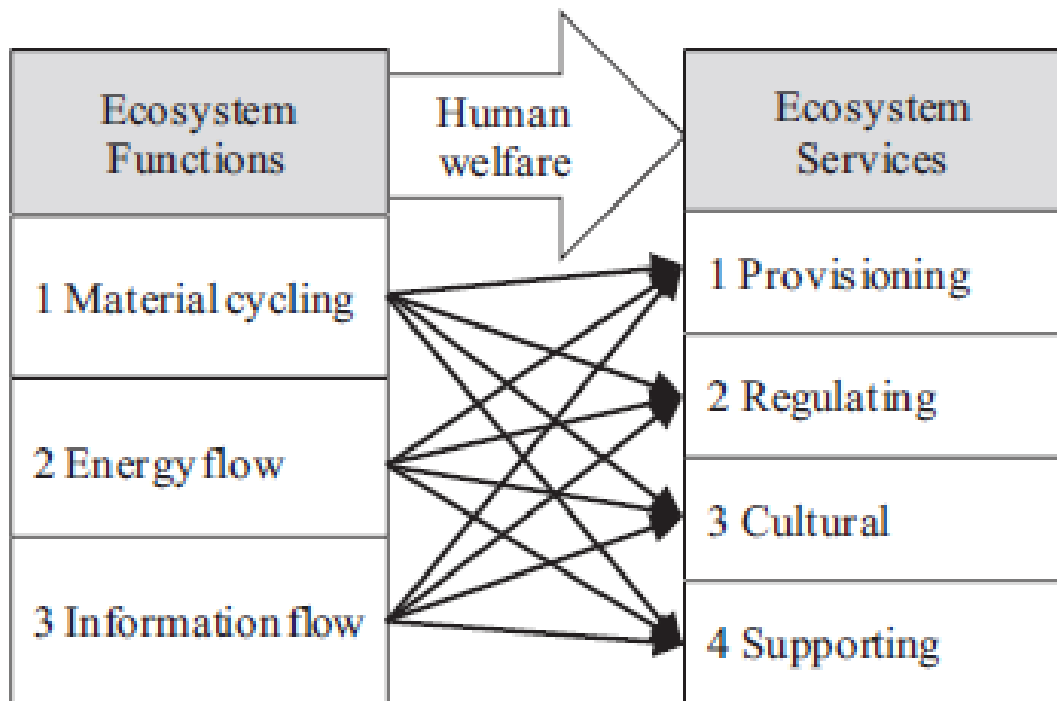 Ecosystem
Functions
Human
welfare
Ecosystem
Services
1 Material cycling
2 Energy flow
3 Information flow
1 Provisioning
2 Regulating
3 Cultural
4 Supporting